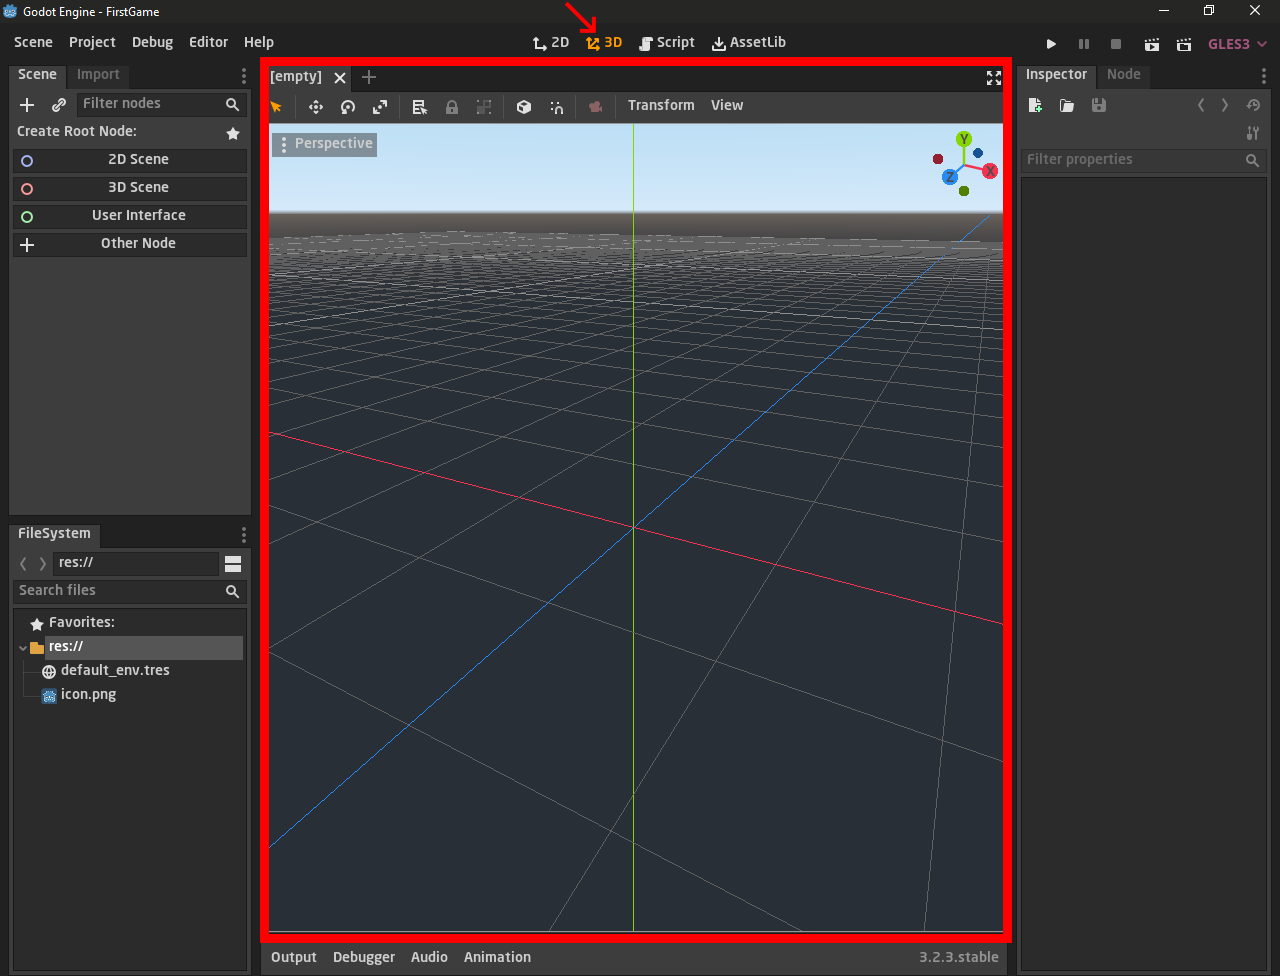 Godot Engine - FirstGame
Scene Project Debug Editor Help
2D 3D Script AssetLib
GLES3
Scene Import
Filter nodes
Create Root Node:
2D Scene
3D Scene
User Interface
Other Node
FileSystem
res://
Search files
Favorites:
res://
default_env.tres
icon.png
[empty]
Transform View
Perspective
Y
X
Z
Output Debugger Audio Animation
3.2.3.stable
Inspector Node
Filter properties